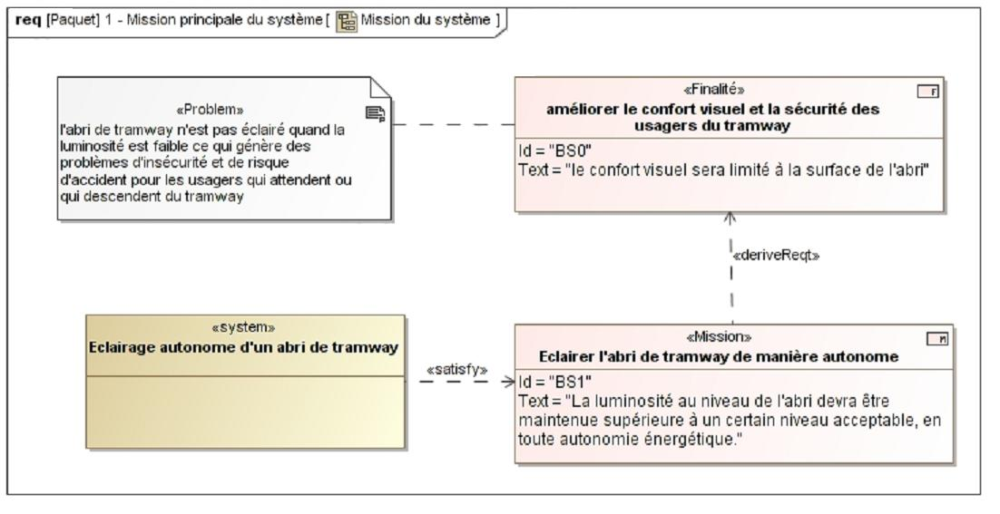 req [Paquet] 1 - Mission principale du système [ Mission du système ]
«Problem»
l'abri de tramway n'est pas éclairé quand la
luminosité est faible ce qui génère des
problèmes d'insécurité et de risque
d'accident pour les usagers qui attendent ou
qui descendent du tramway
«Finalité»
F
améliorer le confort visuel et la sécurité des
usagers du tramway
Id = "BS0"
Text = "le confort visuel sera limité à la surface de l'abri"
«deriveReqt»
«system»
Eclairage autonome d'un abri de tramway
«satisfy»
«Mission»
M
Eclairer l'abri de tramway de manière autonome
Id = "BS1"
Text = "La luminosité au niveau de l'abri devra être
maintenue supérieure à un certain niveau acceptable, en
toute autonomie énergétique."